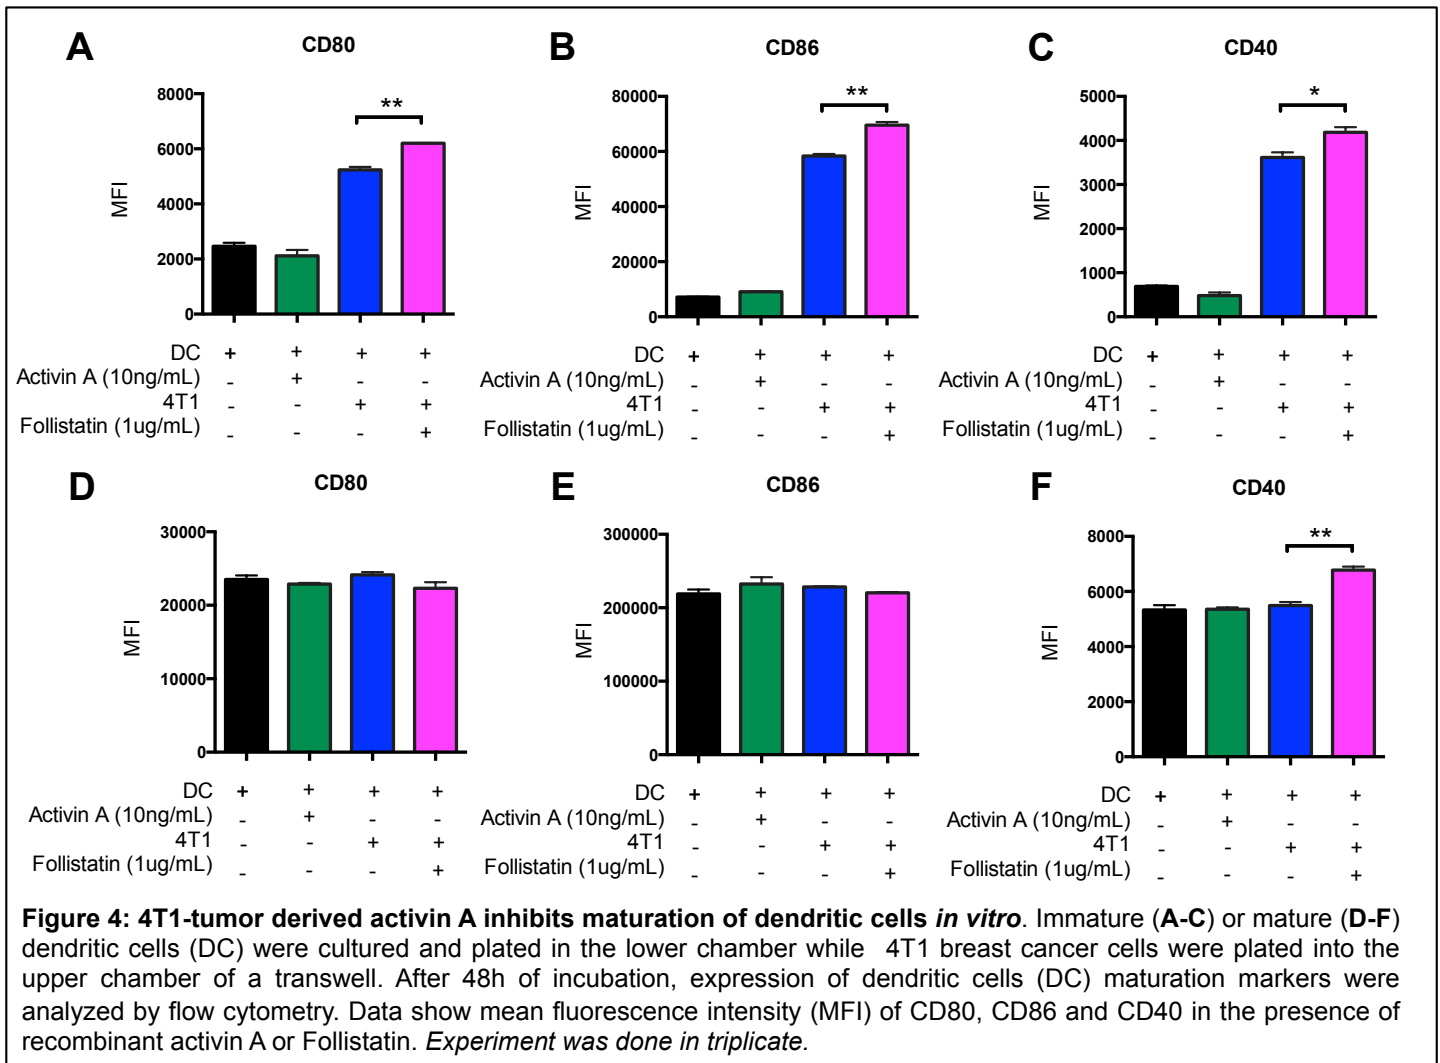 A CD80
**
8000
6000
4000
2000
0
MFI
DC + + + +
Activin A (10ng/mL) - + - -
4T1 - - + +
Follistatin (1ug/mL) - - - +
B CD86
**
80000
60000
40000
20000
0
MFI
DC + + + +
Activin A (10ng/mL) - + - -
4T1 - - + +
Follistatin (1ug/mL) - - - +
C CD40
*
5000
4000
3000
2000
1000
0
MFI
DC + + + +
Activin A (10ng/mL) - + - -
4T1 - - + +
Follistatin (1ug/mL) - - - +
D CD80
30000
20000
10000
0
MFI
DC + + + +
Activin A (10ng/mL) - + - -
4T1 - - + +
Follistatin (1ug/mL) - - - +
E CD86
300000
200000
100000
0
MFI
DC + + + +
Activin A (10ng/mL) - + - -
4T1 - - + +
Follistatin (1ug/mL) - - - +
F CD40
**
8000
6000
4000
2000
0
MFI
DC + + + +
Activin A (10ng/mL) - + - -
4T1 - - + +
Follistatin (1ug/mL) - - - +
Figure 4: 4T1-tumor derived activin A inhibits maturation of dendritic cells in vitro. Immature (A-C) or mature (D-F)
dendritic cells (DC) were cultured and plated in the lower chamber while 4T1 breast cancer cells were plated into the
upper chamber of a transwell. After 48h of incubation, expression of dendritic cells (DC) maturation markers were
analyzed by flow cytometry. Data show mean fluorescence intensity (MFI) of CD80, CD86 and CD40 in the presence of
recombinant activin A or Follistatin. Experiment was done in triplicate.